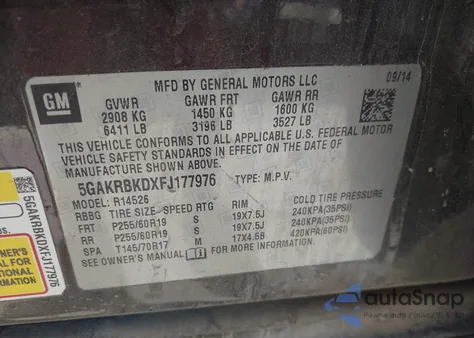 MFD BY GENERAL MOTORS LLC 09/14
GM
GVWR GAWR FRT GAWR RR
2908 KG 1450 KG 1600 KG
6411 LB 3196 LB 3527 LB
THIS VEHICLE CONFORMS TO ALL APPLICABLE U.S. FEDERAL MOTOR
VEHICLE SAFETY STANDARDS IN EFFECT ON THE DATE OF
MANUFACTURE SHOWN ABOVE.
5GAKRBKDXFJ177976 TYPE: M.P.V.
MODEL: R14526
RBBG TIRE SIZE SPEED RTG RIM COLD TIRE PRESSURE
FRT P255/60R19 S 19X7.5J 240KPA(35PSI)
RR P255/60R19 S 19X7.5J 240KPA(35PSI)
SPA T145/70R17 M 17X4.5B 420KPA(60PSI)
SEE OWNER'S MANUAL FOR MORE INFORMATION.
5GAKRBKDXFJ177976
LBS.
OWNER'S
MATION
autoSnap